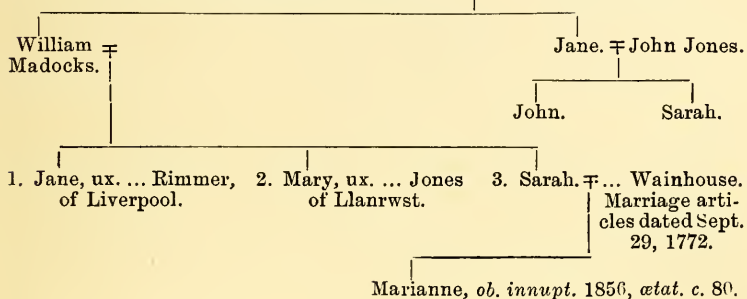 William ⩱ Jane. ⩱ John Jones.
Madocks.
John. Sarah.
1. Jane, ux. ... Rimmer, 2. Mary, ux. ... Jones 3. Sarah. ⩱ ... Wainhouse.
of Liverpool. of Llanrwst. Marriage arti-
cles dated Sept.
29, 1772.
Marianne, ob. innupt. 1856, ætat. c. 80.